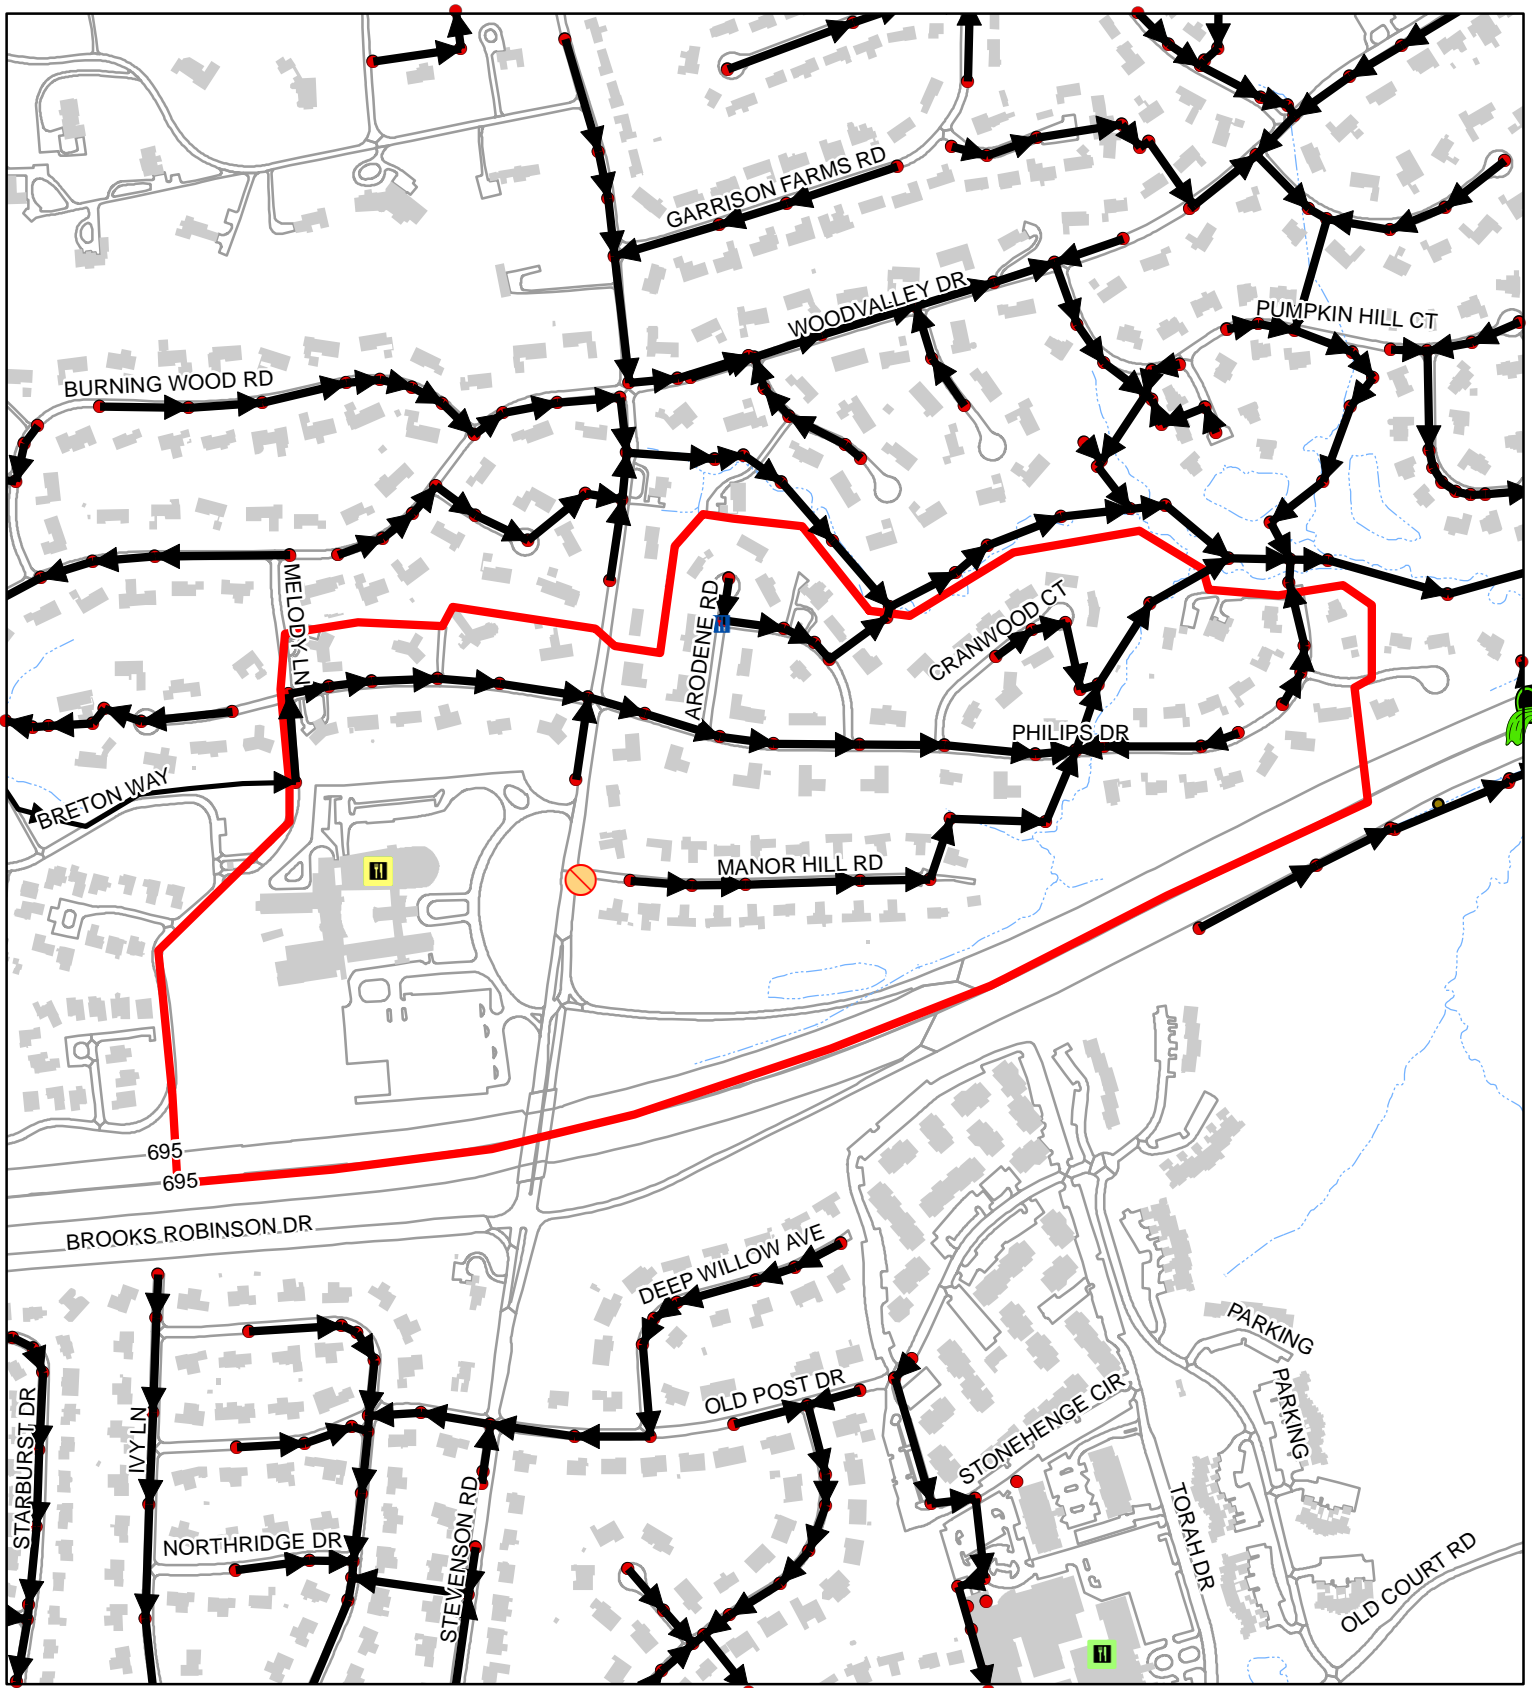 GARRISON FARMS RD
WOODVALLEY DR
PUMPKIN HILL CT
BURNING WOOD RD
MELODY LN
ARODENE RD
CRANWOOD CT
PHILIPS DR
BRETON WAY
MANOR HILL RD
695
695
BROOKS ROBINSON DR
DEEP WILLOW AVE
PARKING
OLD POST DR
PARKING
STONEHENGE CIR
STARBURST DR
IVY LN
STEVENSON RD
NORTHRIDGE DR
TORAH DR
OLD COURT RD